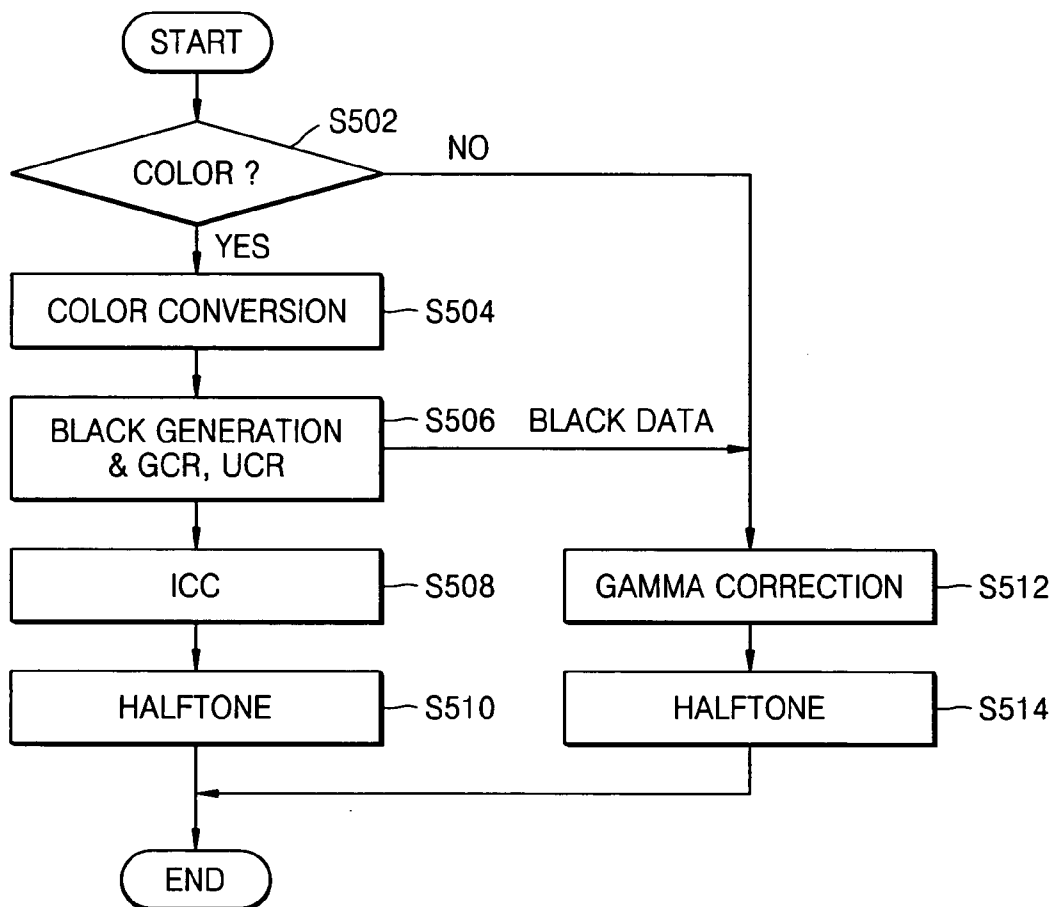 START
S502
COLOR ?
NO
YES
COLOR CONVERSION
S504
BLACK GENERATION
& GCR, UCR
S506
BLACK DATA
ICC
S508
GAMMA CORRECTION
S512
HALFTONE
S510
HALFTONE
S514
END